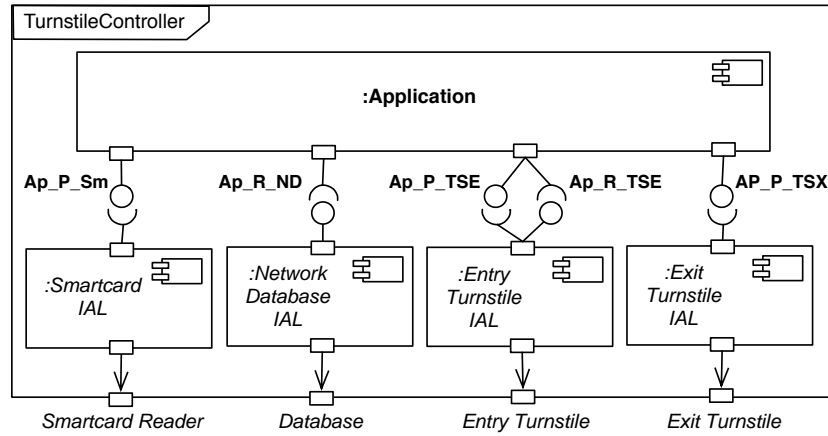 TurnstileController
:Application
Ap_P_Sm
Ap_R_ND
Ap_P_TSE
Ap_R_TSE
AP_P_TSX
:Smartcard
IAL
:Network
Database
IAL
:Entry
Turnstile
IAL
:Exit
Turnstile
IAL
Smartcard Reader
Database
Entry Turnstile
Exit Turnstile